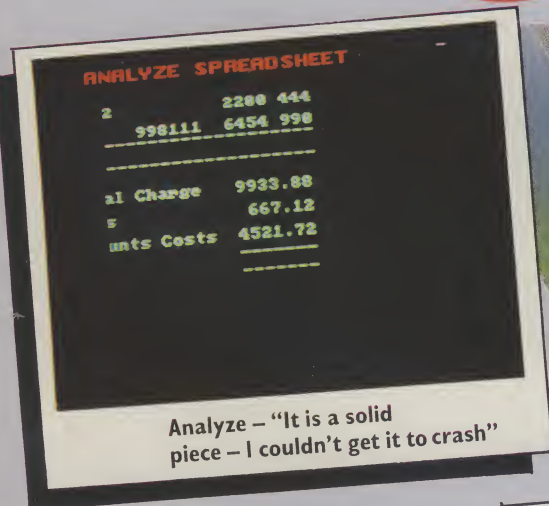 ANALYZE SPREADSHEET
2 2280 444
998111 6454 990
al Charge 9933.88
s 667.12
unts Costs 4521.72
Analyze – “It is a solid
piece – I couldn’t get it to crash”